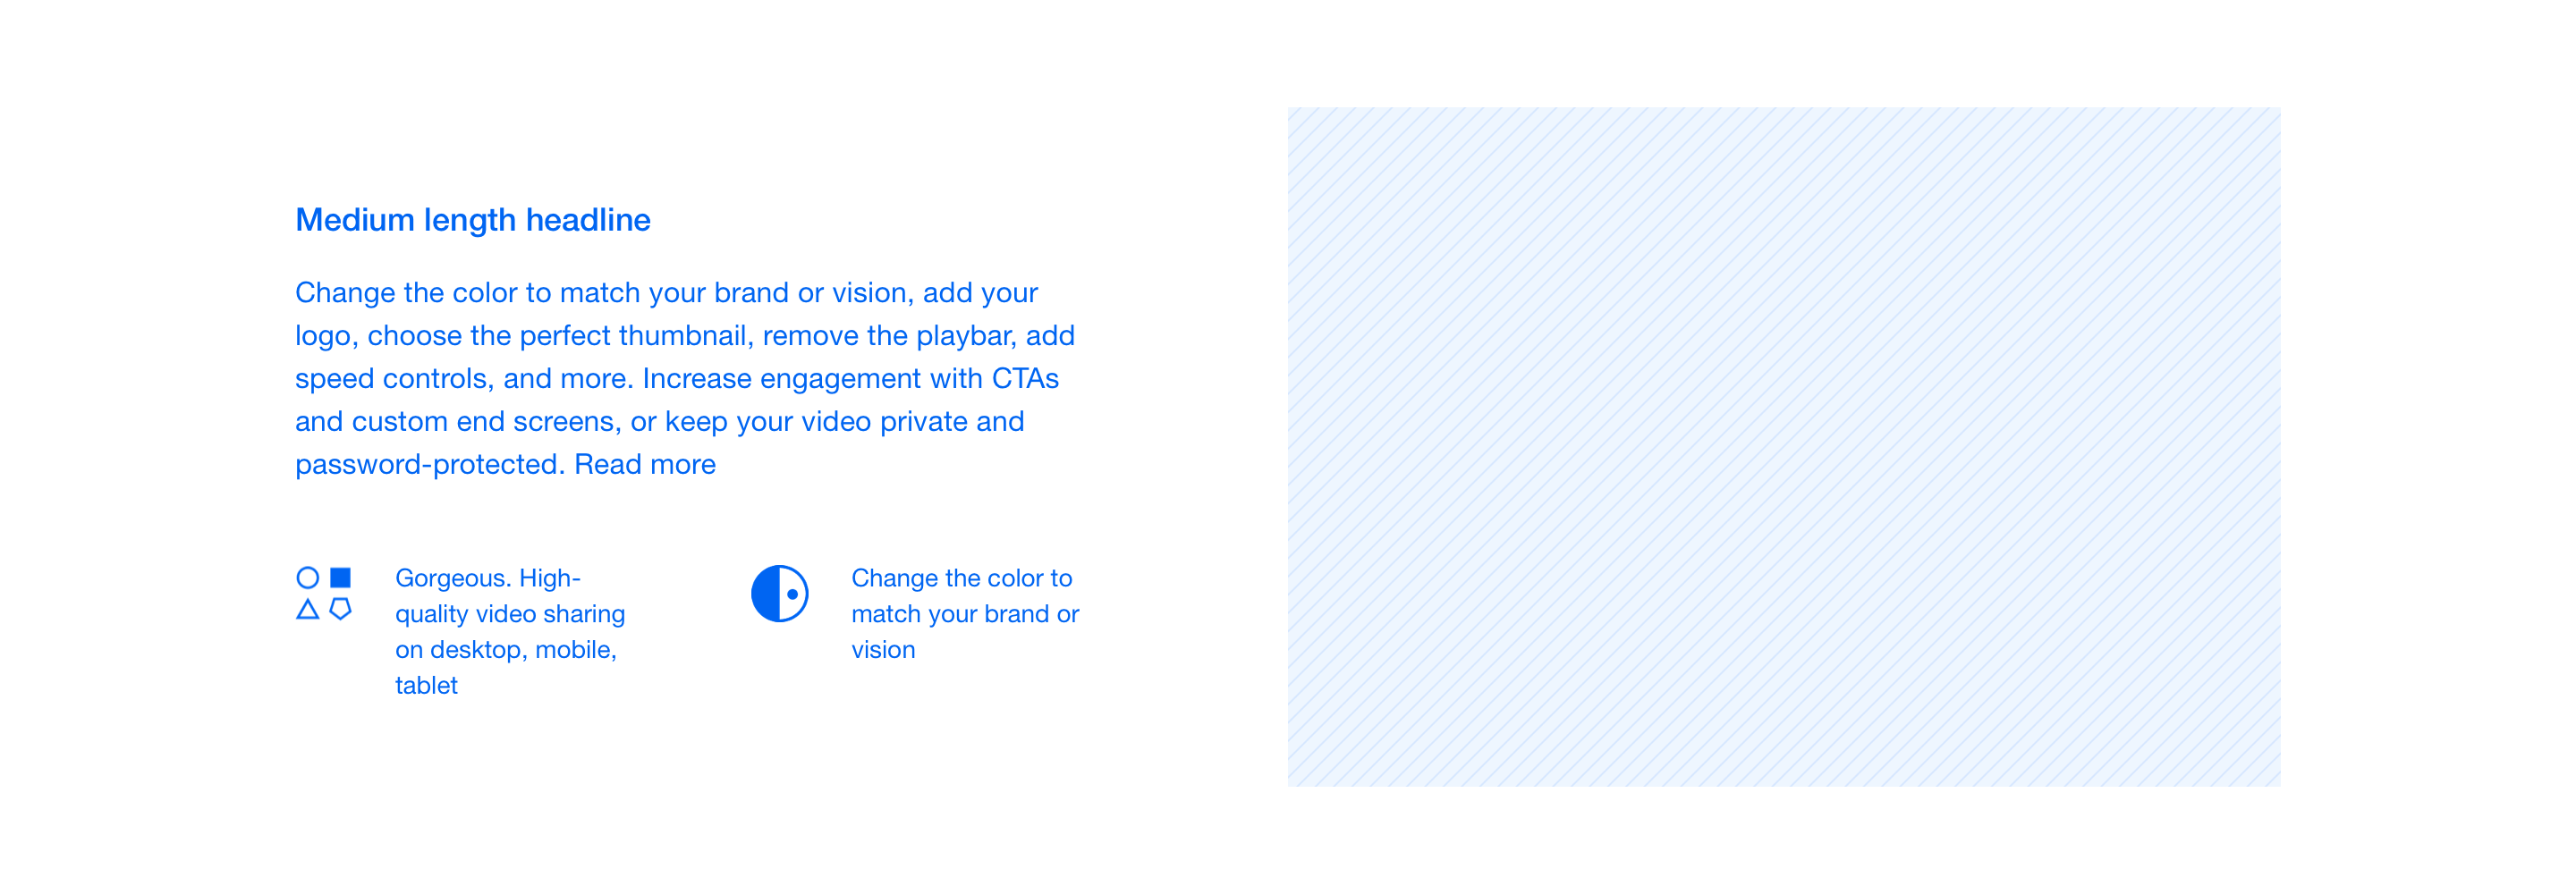 Medium length headline
Change the color to match your brand or vision, add your
logo, choose the perfect thumbnail, remove the playbar, add
speed controls, and more. Increase engagement with CTAs
and custom end screens, or keep your video private and
password-protected. Read more
Gorgeous. High-
quality video sharing
on desktop, mobile,
tablet
Change the color to
match your brand or
vision